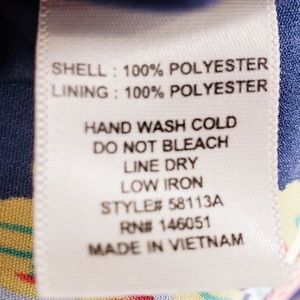 SHELL : 100% POLYESTER
LINING : 100% POLYESTER
HAND WASH COLD
DO NOT BLEACH
LINE DRY
LOW IRON
STYLE# 58113A
RN# 146051
MADE IN VIETNAM